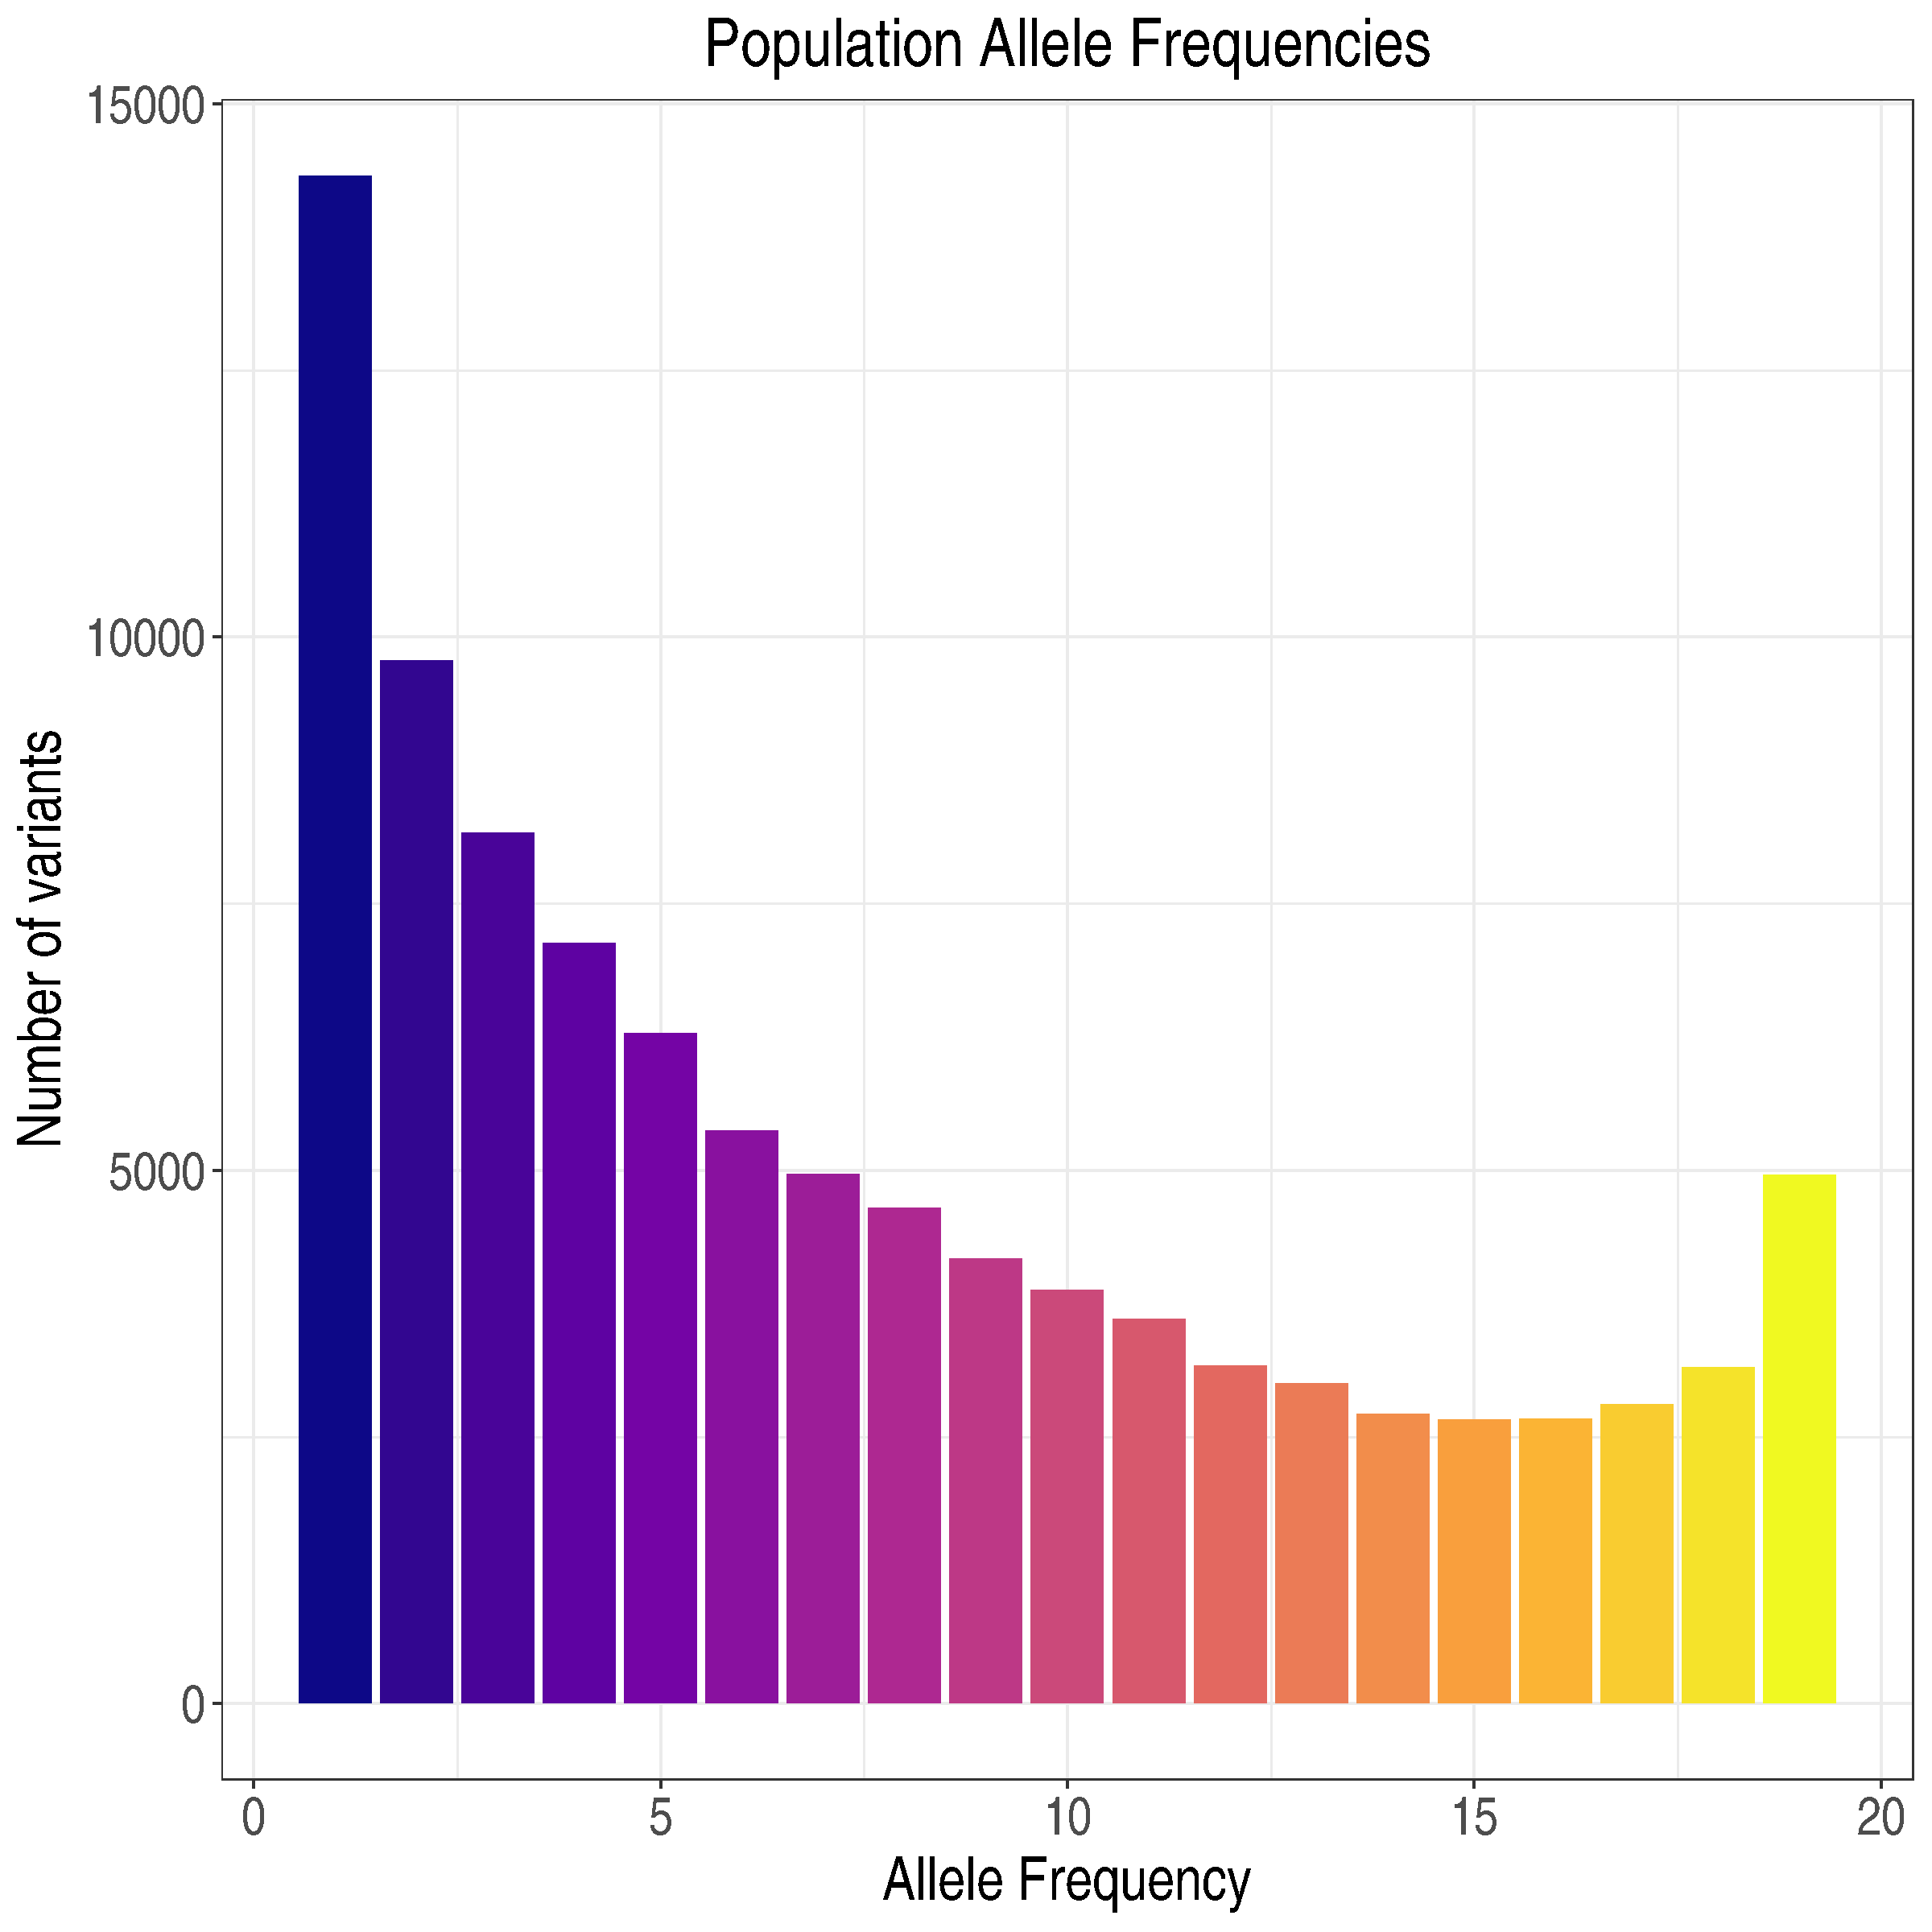 Population Allele Frequencies
15000
10000
5000
0
Number of variants
0 5 10 15 20
Allele Frequency